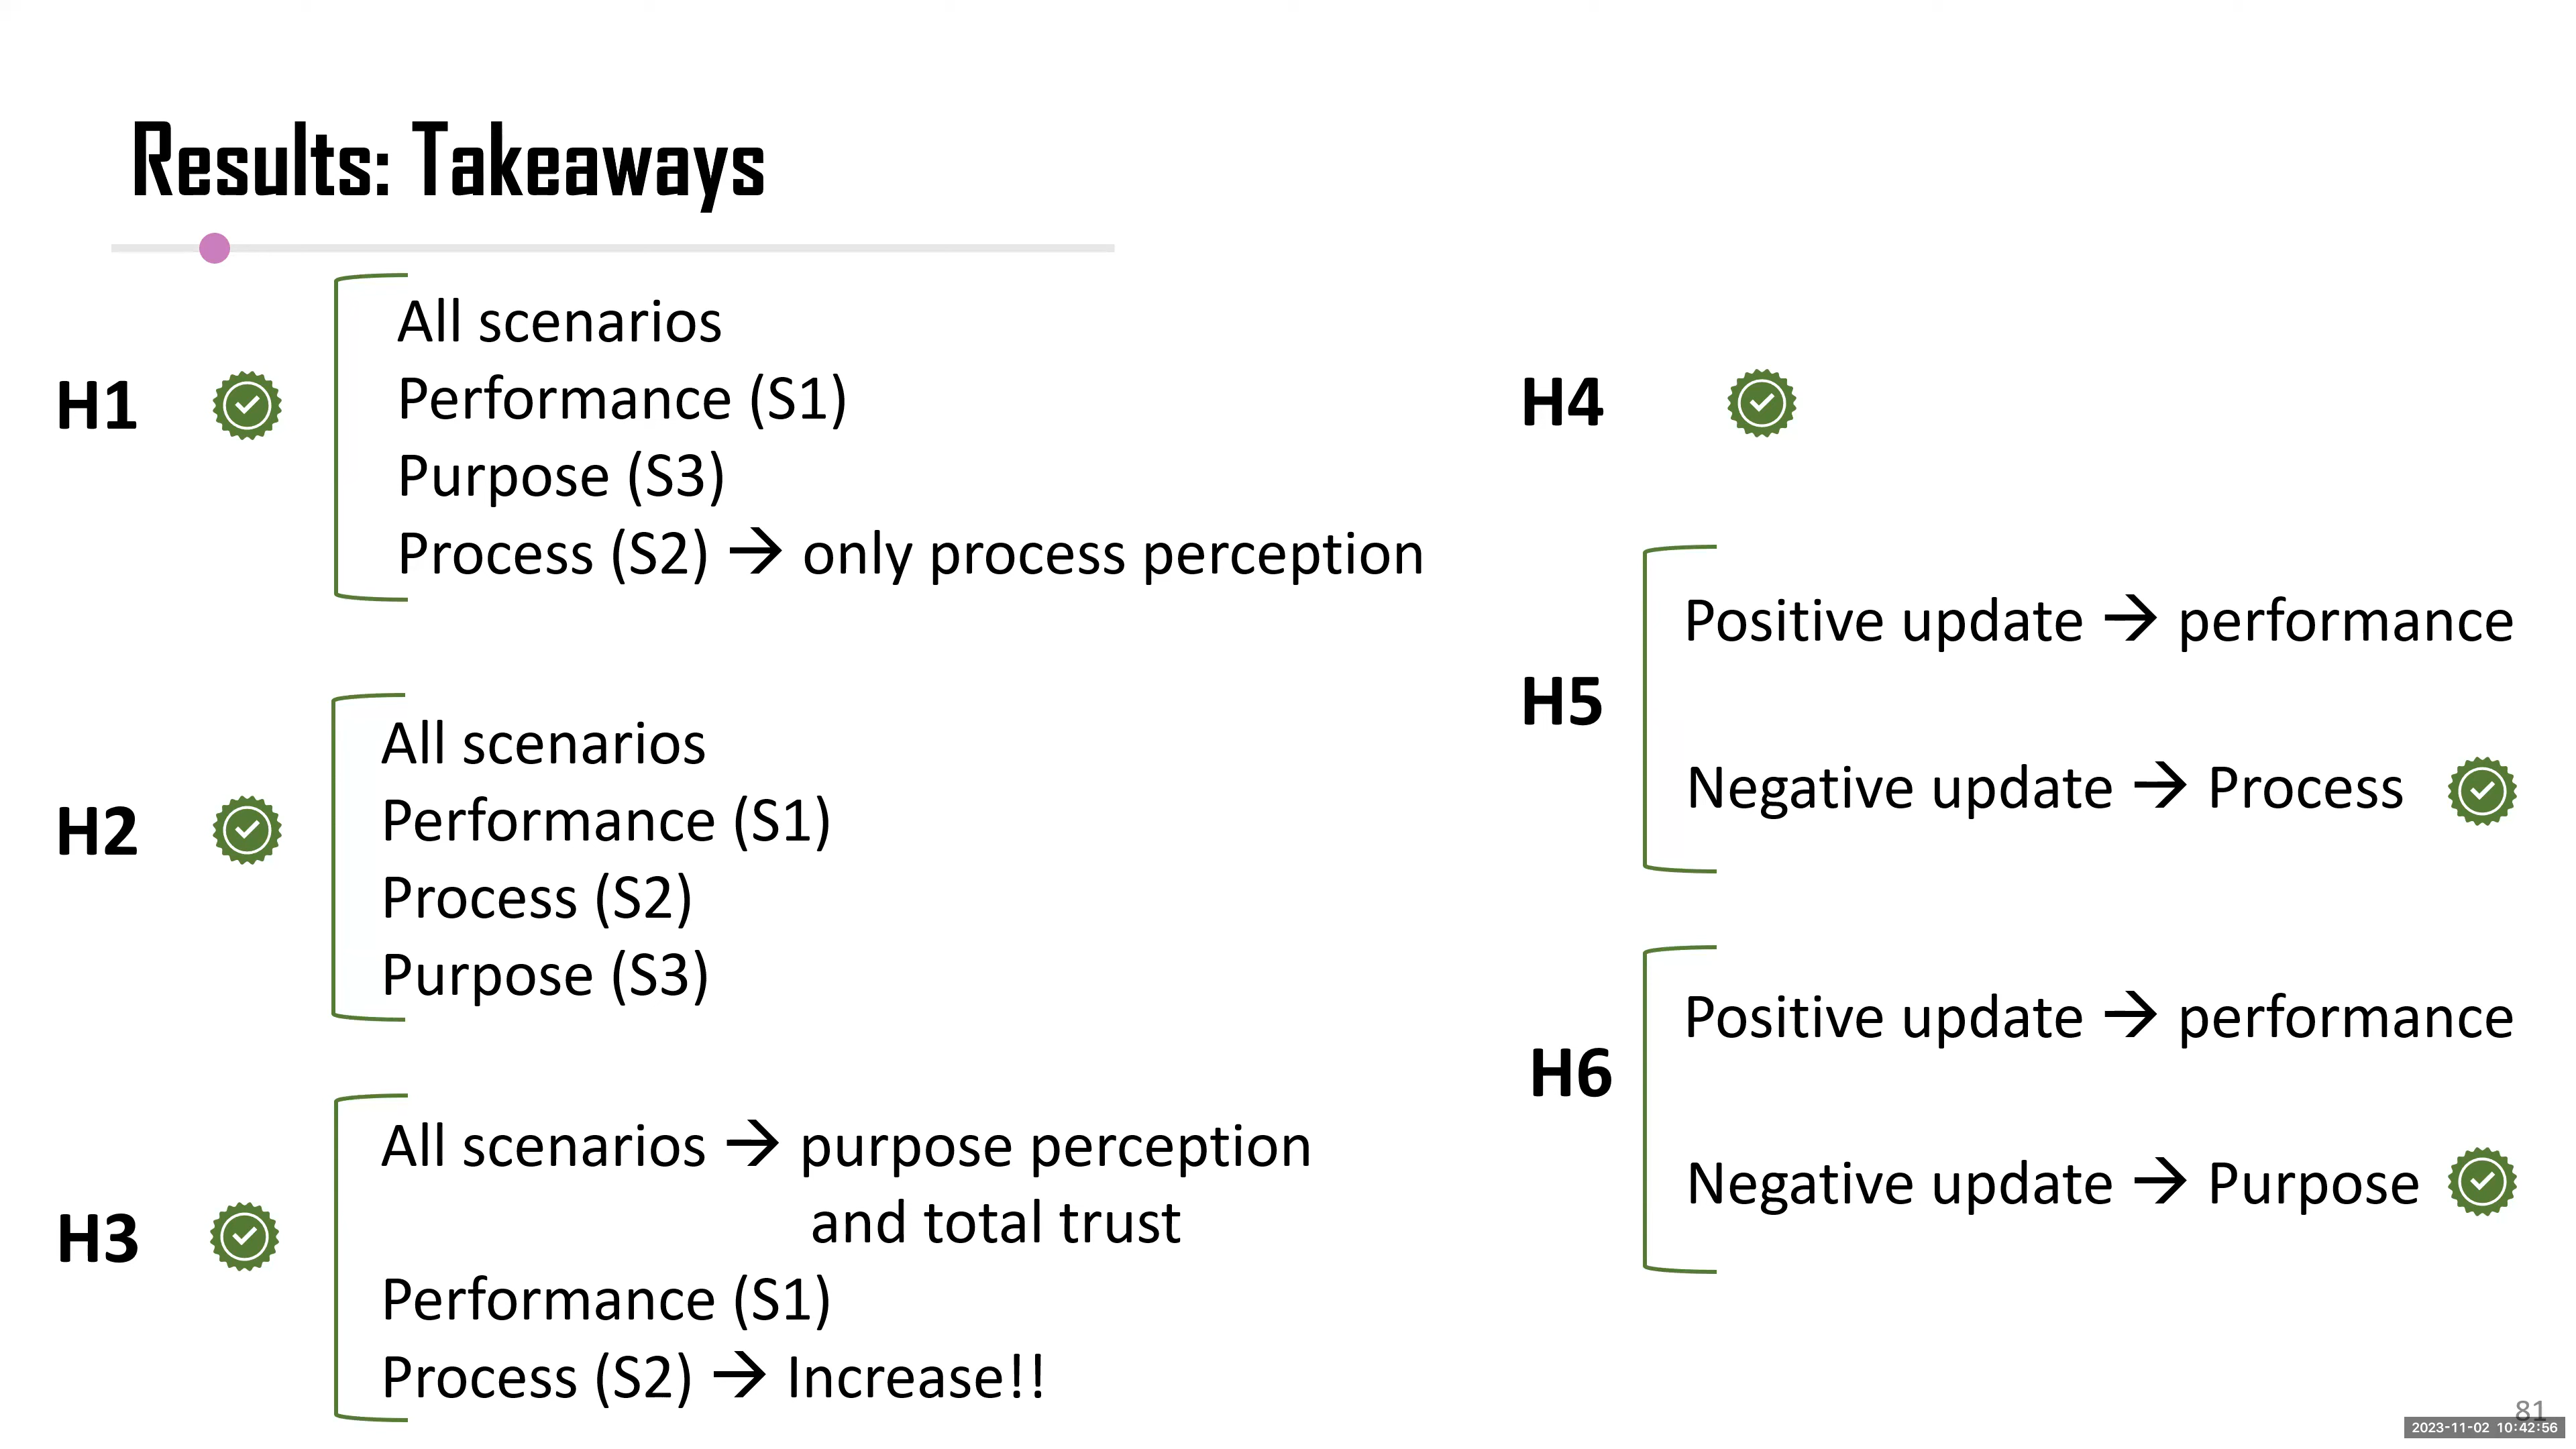 Results: Takeaways
H1
All scenarios
Performance (S1)
Purpose (S3)
Process (S2) → only process perception
H2
All scenarios
Performance (S1)
Process (S2)
Purpose (S3)
H3
All scenarios → purpose perception
and total trust
Performance (S1)
Process (S2) → Increase!!
H4
H5
Positive update → performance
Negative update → Process
H6
Positive update → performance
Negative update → Purpose
81
2023-11-02 10:42:56